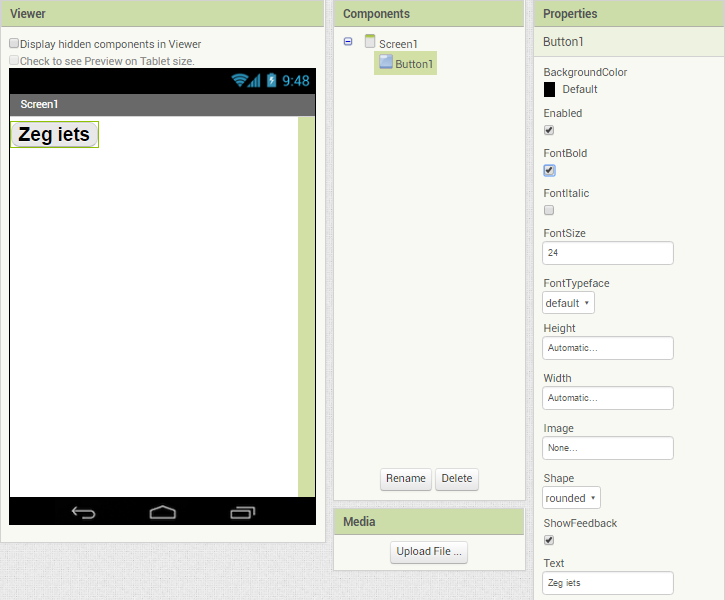 Viewer
Display hidden components in Viewer
Check to see Preview on Tablet size.
9:48
Screen1
Zeg iets
Components
Screen1
Button1
Rename
Delete
Media
Upload File ...
Properties
Button1
BackgroundColor
Default
Enabled
FontBold
FontItalic
FontSize
24
FontTypeface
default
Height
Automatic...
Width
Automatic...
Image
None...
Shape
rounded
ShowFeedback
Text
Zeg iets